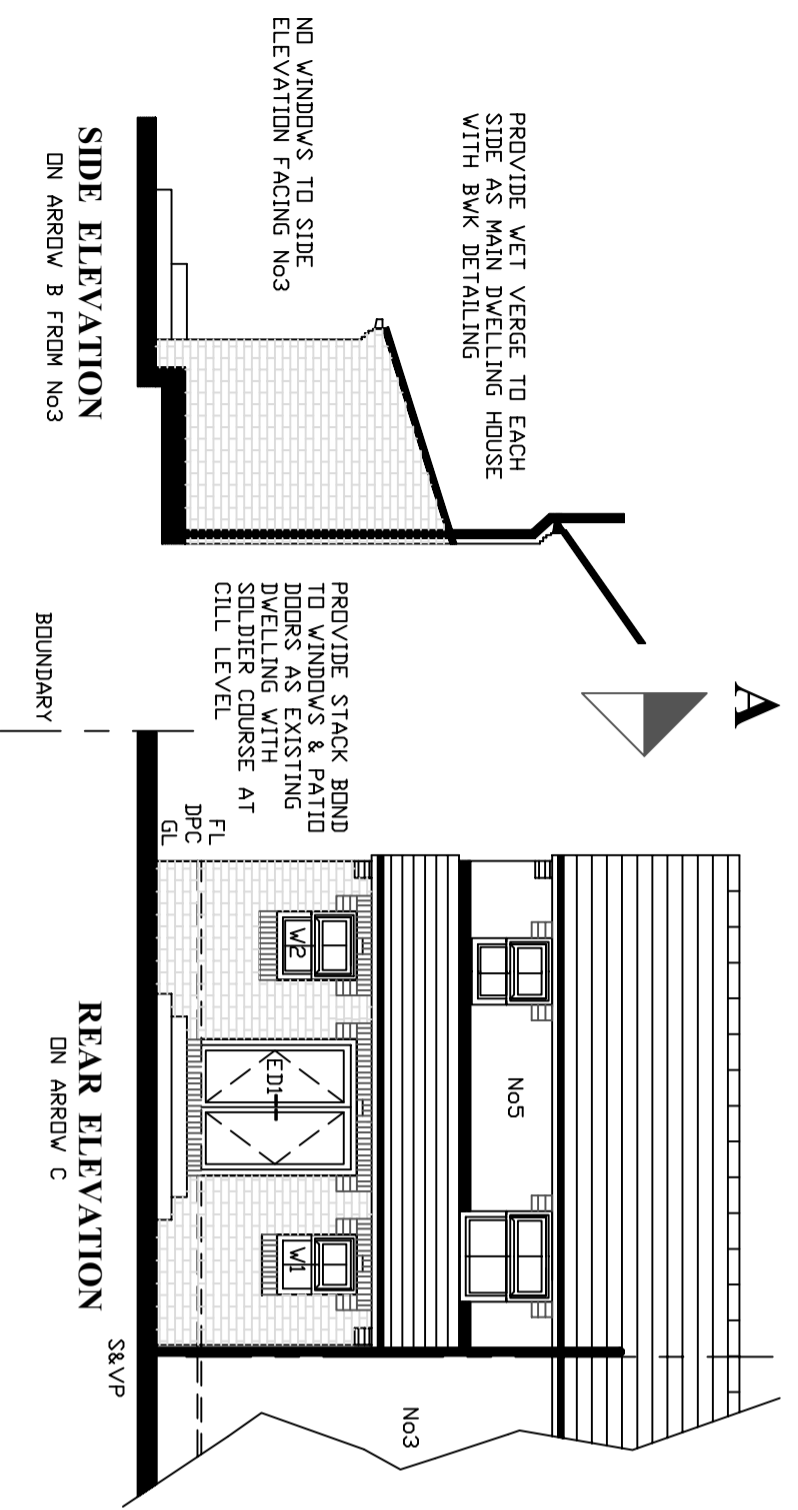 A
PROVIDE WET VERGE TO EACH
SIDE AS MAIN DWELLING HOUSE
WITH BWK DETAILING
NO WINDOWS TO SIDE
ELEVATION FACING No3
SIDE ELEVATION
ON ARROW B FROM No3
PROVIDE STACK BOND
TO WINDOWS & PATIO
DOORS AS EXISTING
DWELLING WITH
SOLDIER COURSE AT
CILL LEVEL
BOUNDARY
FL
DPC
GL
No5
No3
W2
ED1
W1
S&VP
REAR ELEVATION
ON ARROW C